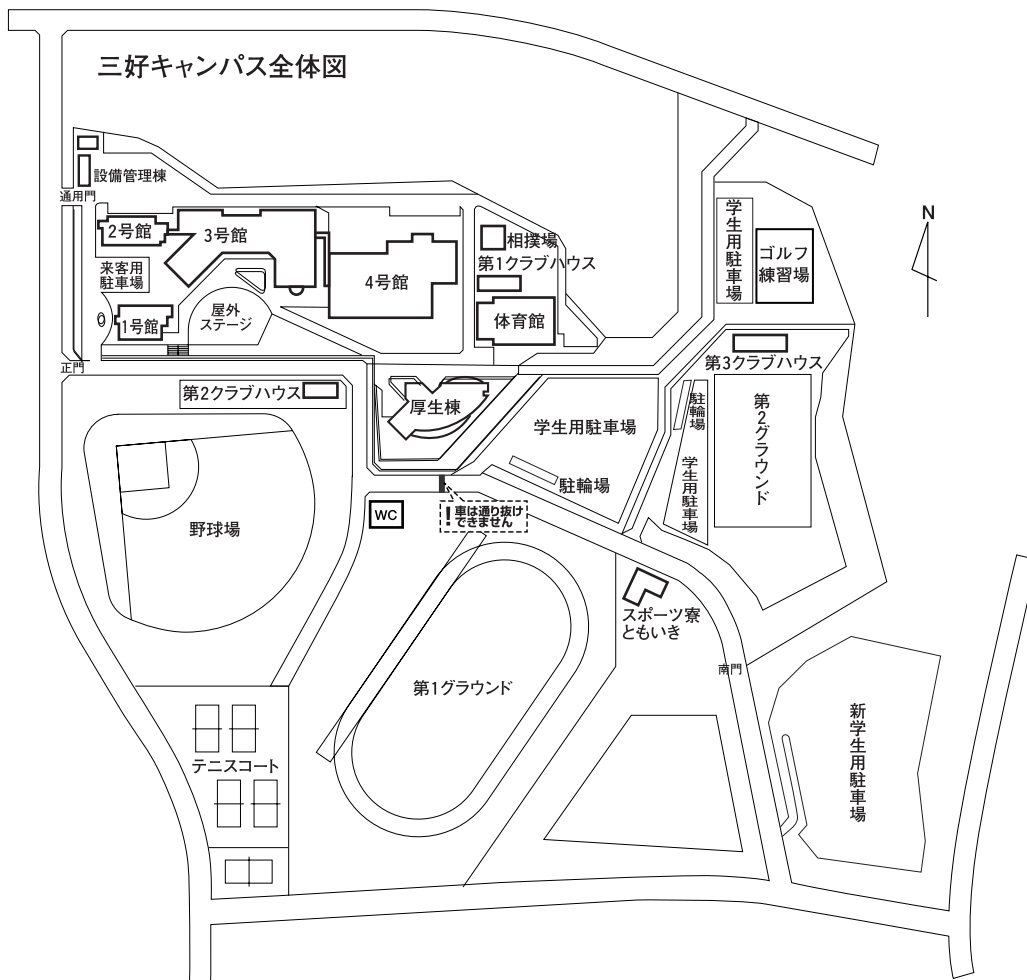 三好キャンパス全体図
設備管理棟
通用門
2号館
3号館
来客用
駐車場
1号館
屋外
ステージ
4号館
相撲場
第1クラブハウス
体育館
学生用駐車場
ゴルフ
練習場
N
正門
第2クラブハウス
厚生棟
第3クラブハウス
駐輪場
学生用駐車場
第2グラウンド
学生用駐車場
駐輪場
WC
!車は通り抜け
できません
野球場
スポーツ寮
ともいき
第1グラウンド
南門
新学生用駐車場
テニスコート